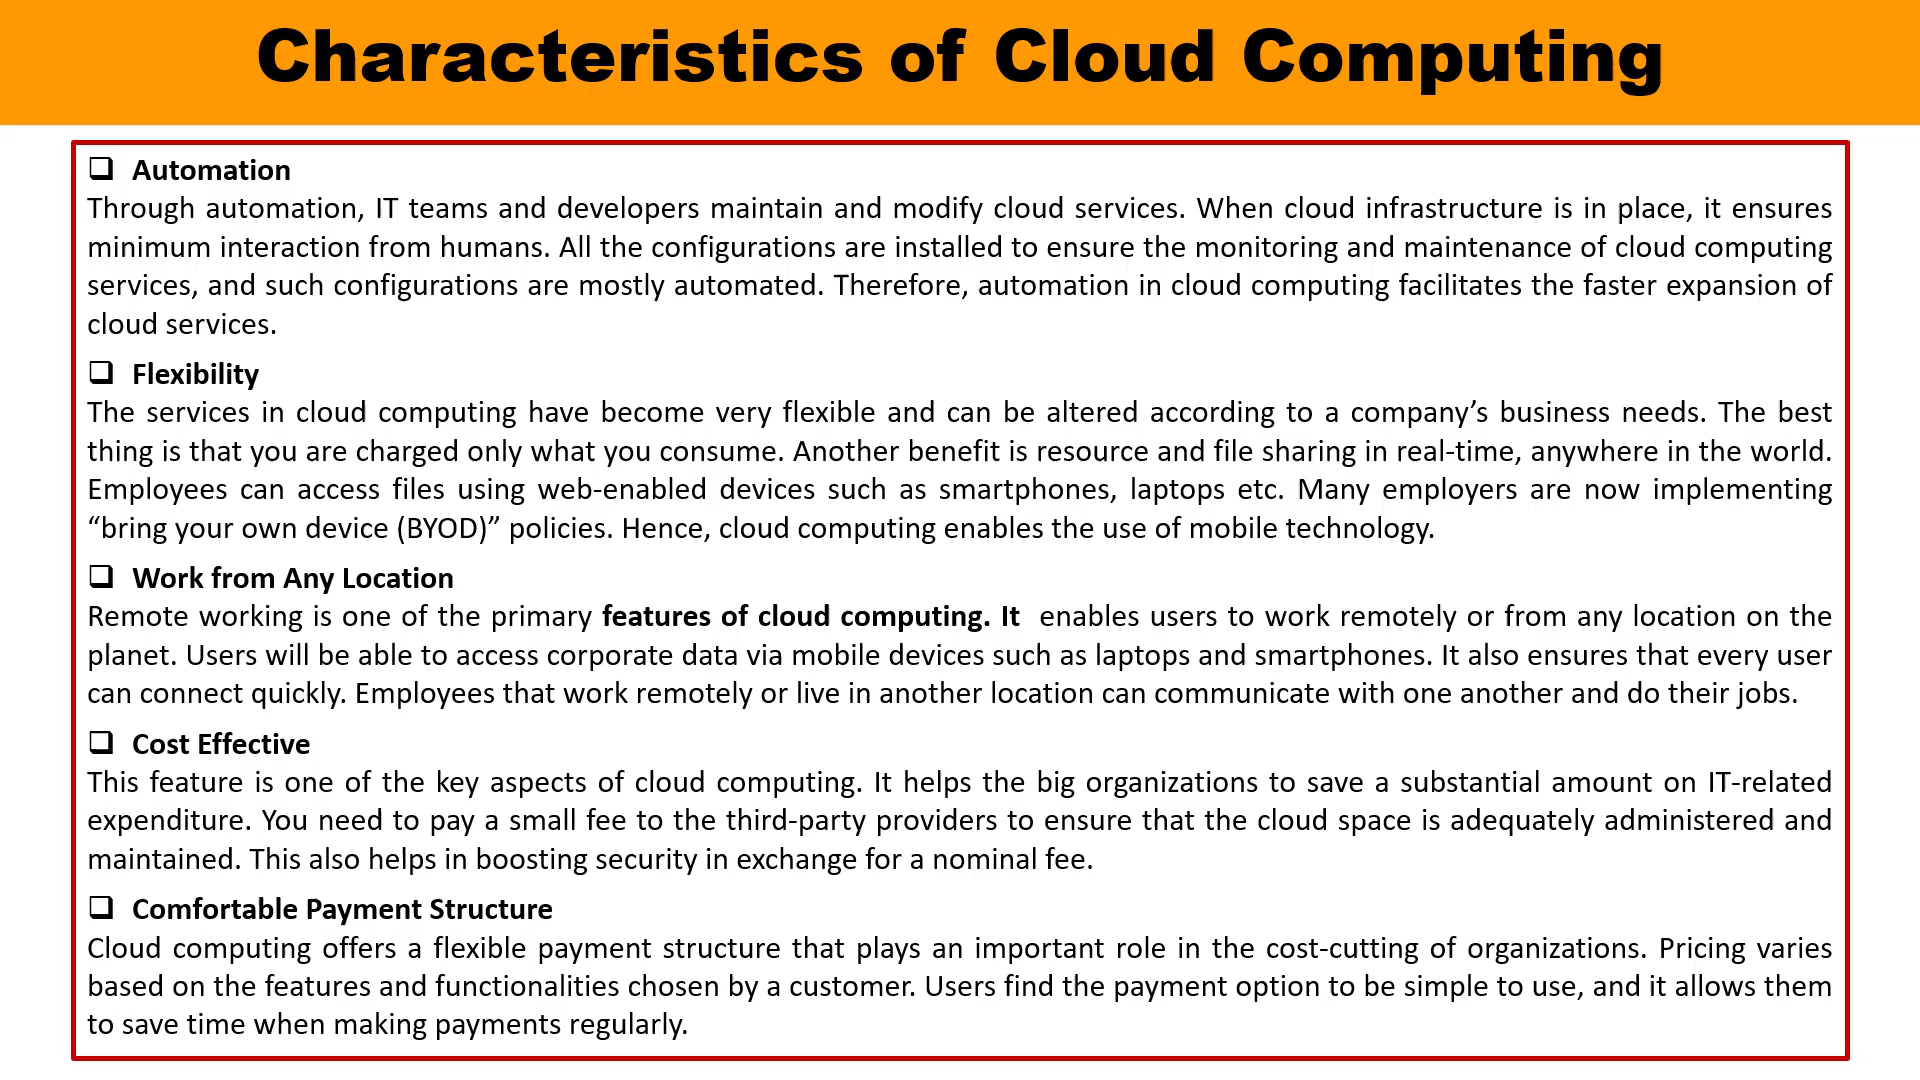 Characteristics of Cloud Computing
❑ Automation
Through automation, IT teams and developers maintain and modify cloud services. When cloud infrastructure is in place, it ensures
minimum interaction from humans. All the configurations are installed to ensure the monitoring and maintenance of cloud computing
services, and such configurations are mostly automated. Therefore, automation in cloud computing facilitates the faster expansion of
cloud services.
❑ Flexibility
The services in cloud computing have become very flexible and can be altered according to a company’s business needs. The best
thing is that you are charged only what you consume. Another benefit is resource and file sharing in real-time, anywhere in the world.
Employees can access files using web-enabled devices such as smartphones, laptops etc. Many employers are now implementing
“bring your own device (BYOD)” policies. Hence, cloud computing enables the use of mobile technology.
❑ Work from Any Location
Remote working is one of the primary features of cloud computing. It enables users to work remotely or from any location on the
planet. Users will be able to access corporate data via mobile devices such as laptops and smartphones. It also ensures that every user
can connect quickly. Employees that work remotely or live in another location can communicate with one another and do their jobs.
❑ Cost Effective
This feature is one of the key aspects of cloud computing. It helps the big organizations to save a substantial amount on IT-related
expenditure. You need to pay a small fee to the third-party providers to ensure that the cloud space is adequately administered and
maintained. This also helps in boosting security in exchange for a nominal fee.
❑ Comfortable Payment Structure
Cloud computing offers a flexible payment structure that plays an important role in the cost-cutting of organizations. Pricing varies
based on the features and functionalities chosen by a customer. Users find the payment option to be simple to use, and it allows them
to save time when making payments regularly.